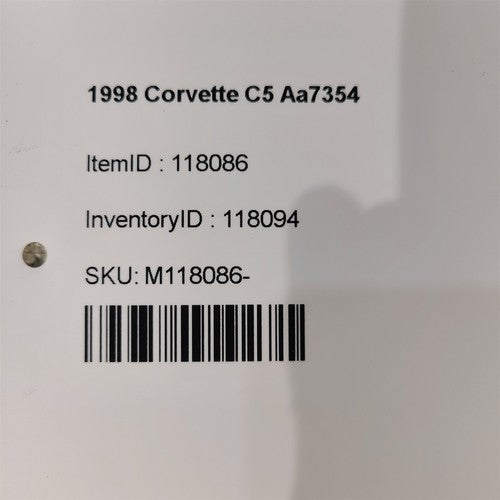 1998 Corvette C5 Aa7354
ItemID : 118086
InventoryID : 118094
SKU: M118086-